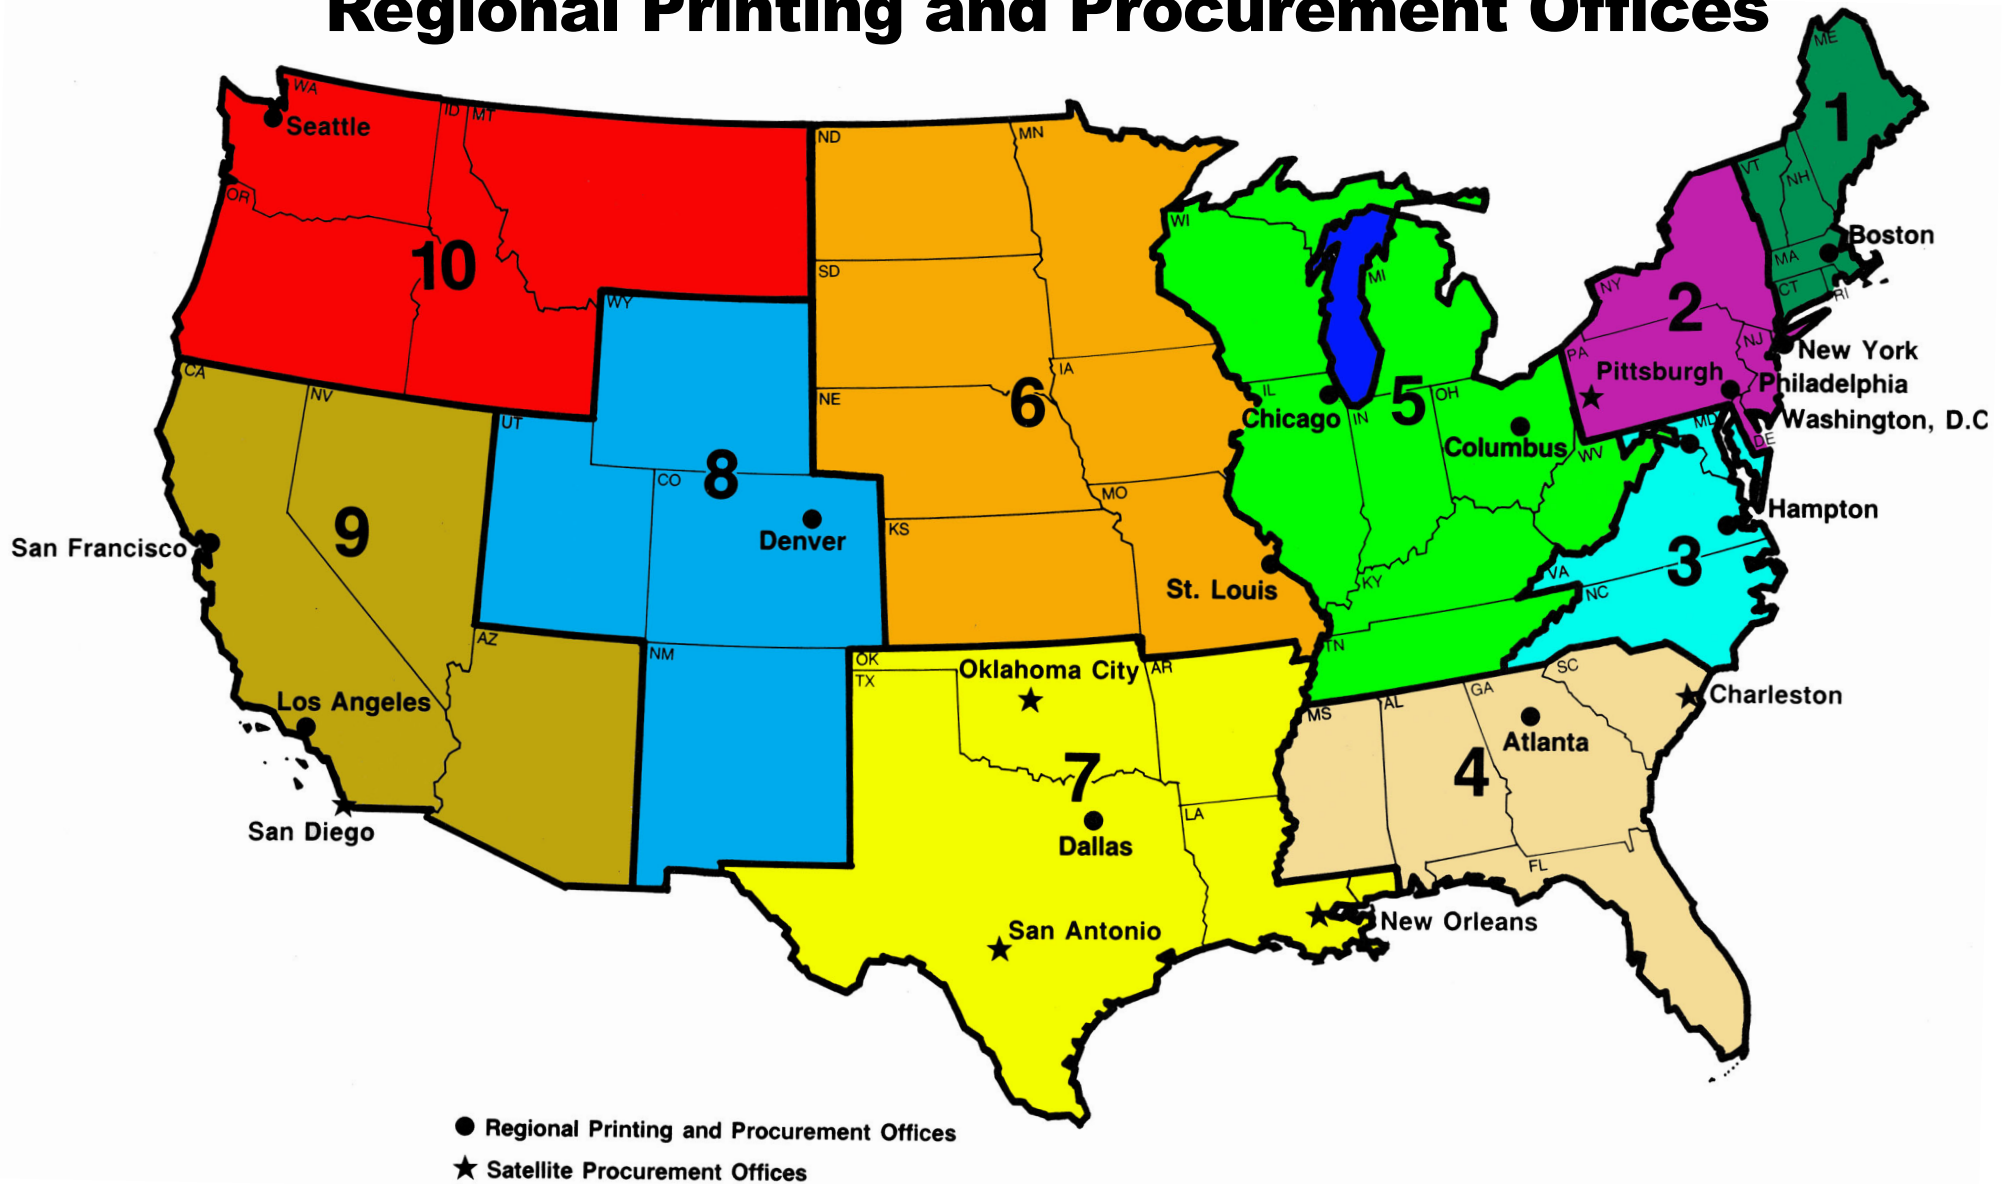 Regional Printing and Procurement Offices
ME
1
WA
ID
MT
Seattle
ND
MN
VT
NH
OR
WI
Boston
10
SD
MI
MA
NY
CT
RI
WY
2
NJ
New York
PA
CA
IA
Pittsburgh
Philadelphia
NV
NE
6
IL
5
OH
UT
Chicago
IN
MD
Washington, D.C
DE
Columbus
WV
8
CO
MO
Hampton
9
KS
Denver
San Francisco
3
VA
St. Louis
KY
NC
AZ
NM
TN
OK
Oklahoma City
AR
SC
TX
GA
Los Angeles
MS
AL
Charleston
Atlanta
7
4
LA
San Diego
Dallas
FL
San Antonio
New Orleans
Regional Printing and Procurement Offices
Satellite Procurement Offices